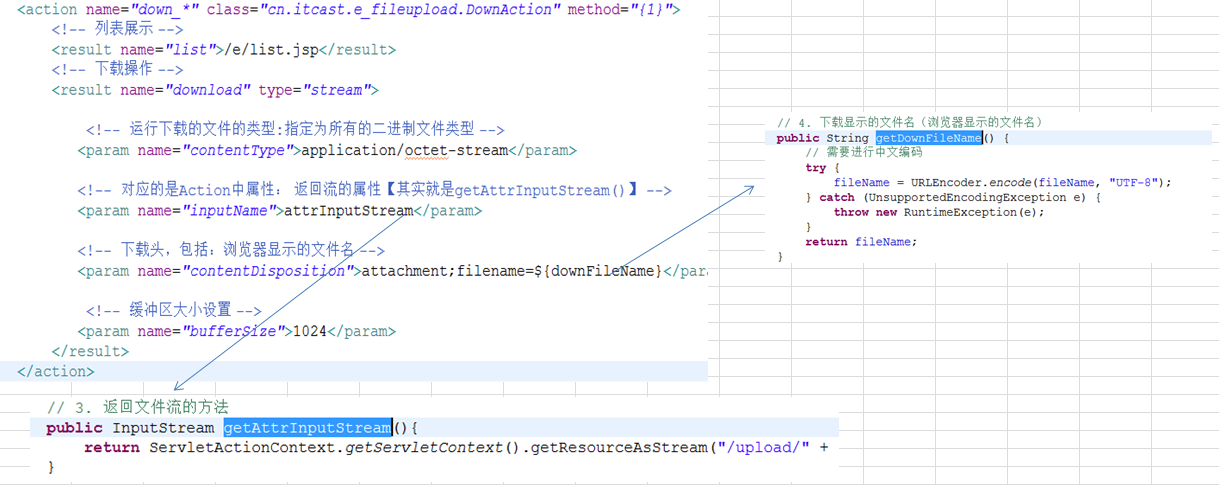 <action name="down_*" class="cn.itcast.e_fileupload.DownAction" method="{1}">
<!-- 列表展示 -->
<result name="list">/e/list.jsp</result>
<!-- 下载操作 -->
<result name="download" type="stream">
<!-- 运行下载的文件的类型:指定为所有的二进制文件类型 -->
<param name="contentType">application/octet-stream</param>
<!-- 对应的是Action中属性： 返回流的属性【其实就是getAttrInputStream()】 -->
<param name="inputName">attrInputStream</param>
<!-- 下载头，包括：浏览器显示的文件名 -->
<param name="contentDisposition">attachment;filename=${downFileName}</para
<!-- 缓冲区大小设置 -->
<param name="bufferSize">1024</param>
</result>
</action>
// 3. 返回文件流的方法
public InputStream getAttrInputStream(){
return ServletActionContext.getServletContext().getResourceAsStream("/upload/" +
}
// 4. 下载显示的文件名（浏览器显示的文件名）
public String getDownFileName() {
// 需要进行中文编码
try {
fileName = URLEncoder.encode(fileName, "UTF-8");
} catch (UnsupportedEncodingException e) {
throw new RuntimeException(e);
}
return fileName;
}